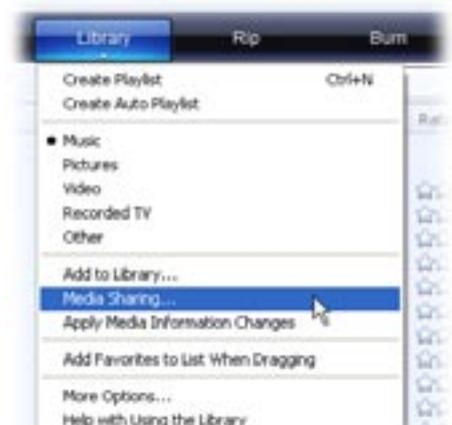 Library Rip Burn
Create Playlist Ctrl+N
Create Auto Playlist
Music
Pictures
Video
Recorded TV
Other
Add to Library...
Media Sharing...
Apply Media Information Changes
Add Favorites to List When Dragging
More Options...
Help with Using the Library